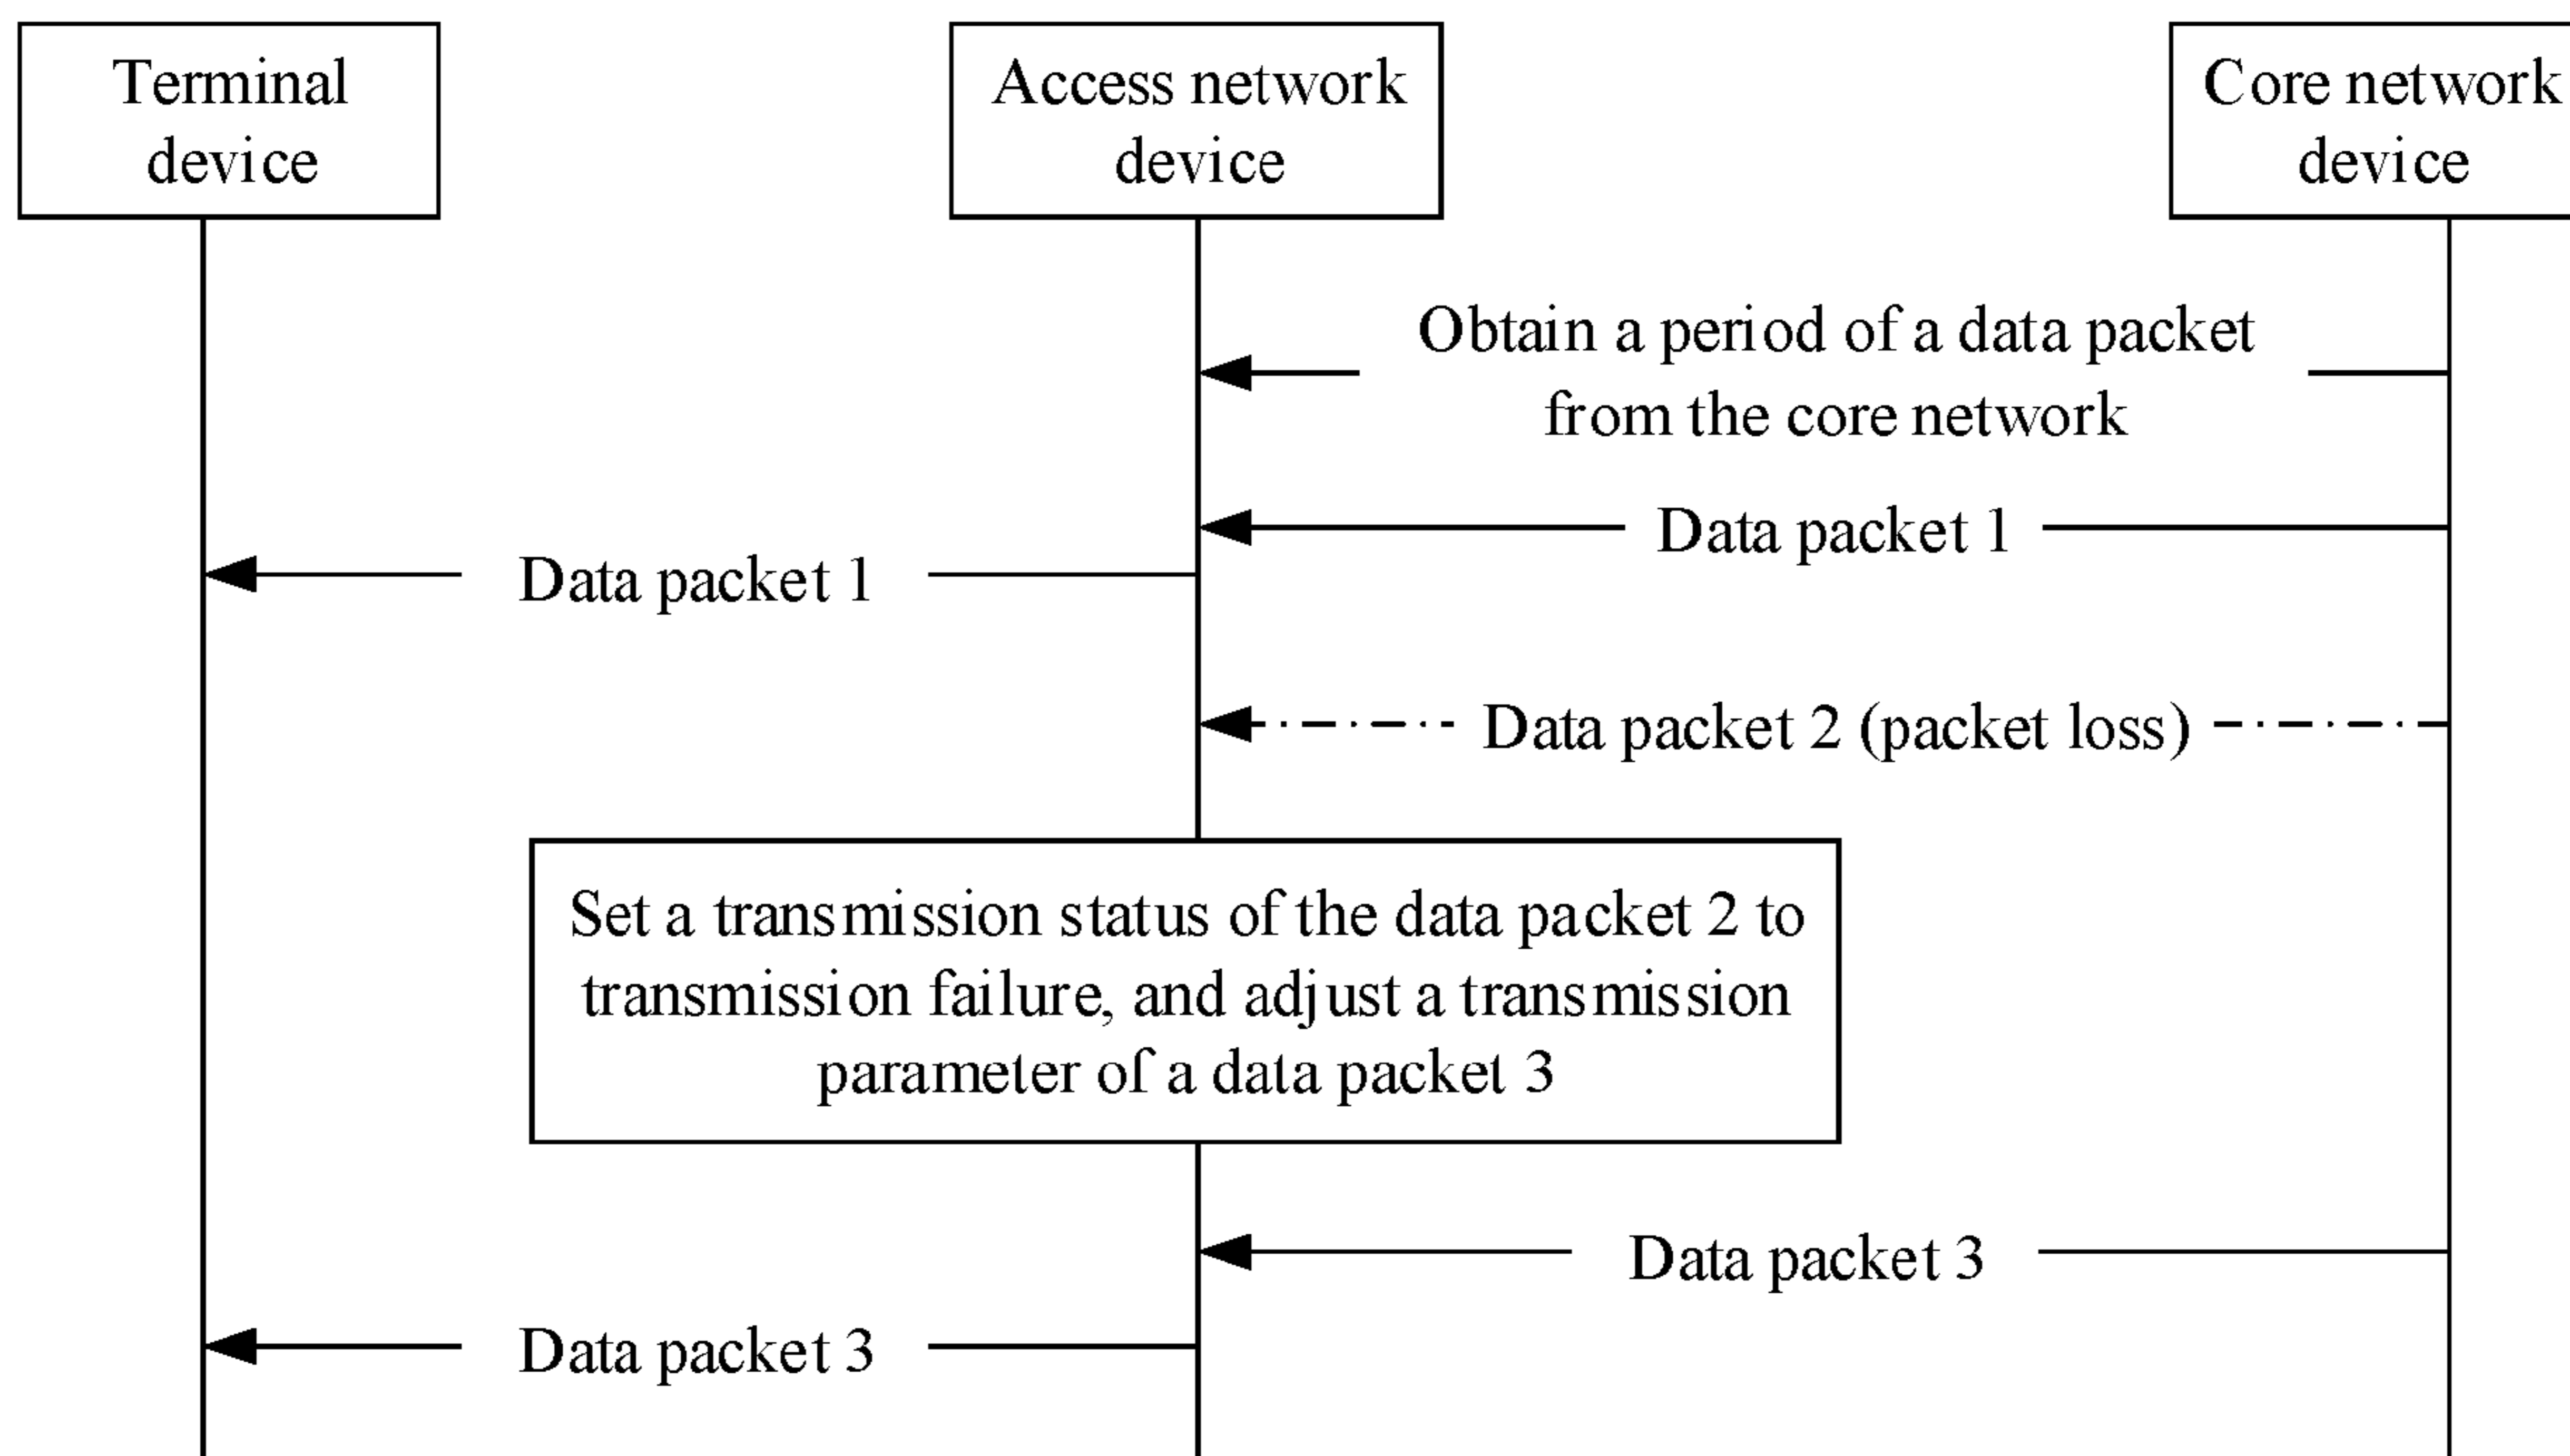 Terminal
device
Access network
device
Core network
device
Obtain a period of a data packet
from the core network
Data packet 1
Data packet 1
Data packet 2 (packet loss)
Set a transmission status of the data packet 2 to
transmission failure, and adjust a transmission
parameter of a data packet 3
Data packet 3
Data packet 3